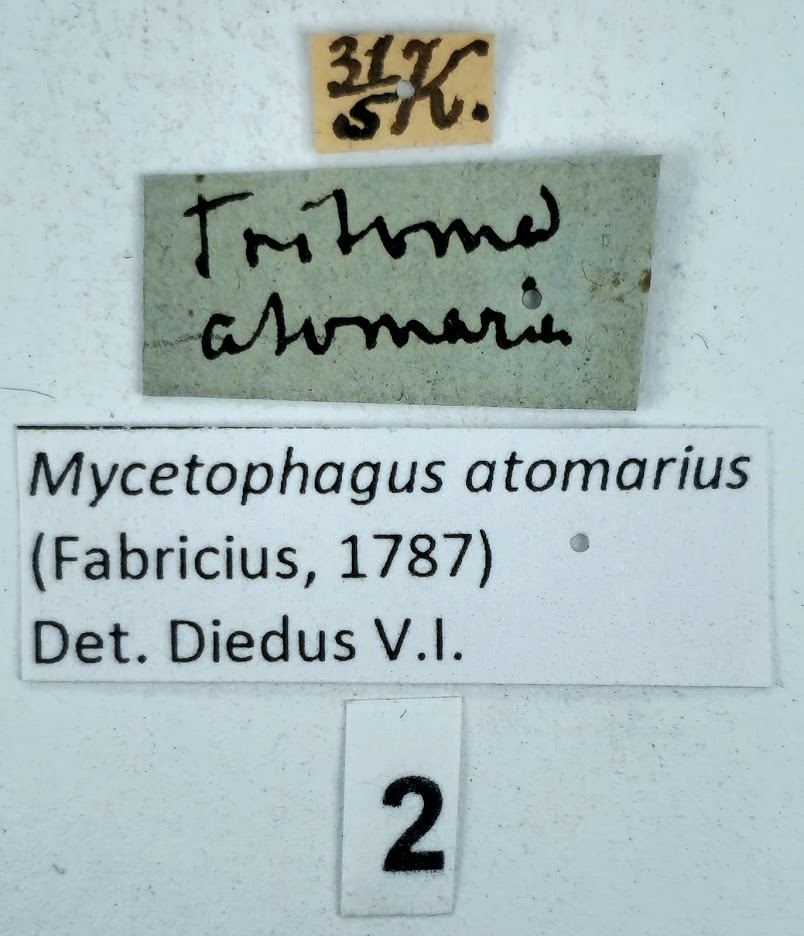 31/5 K.
Tritoma
atomaria
Mycetophagus atomarius
(Fabricius, 1787)
Det. Diedus V.I.
2